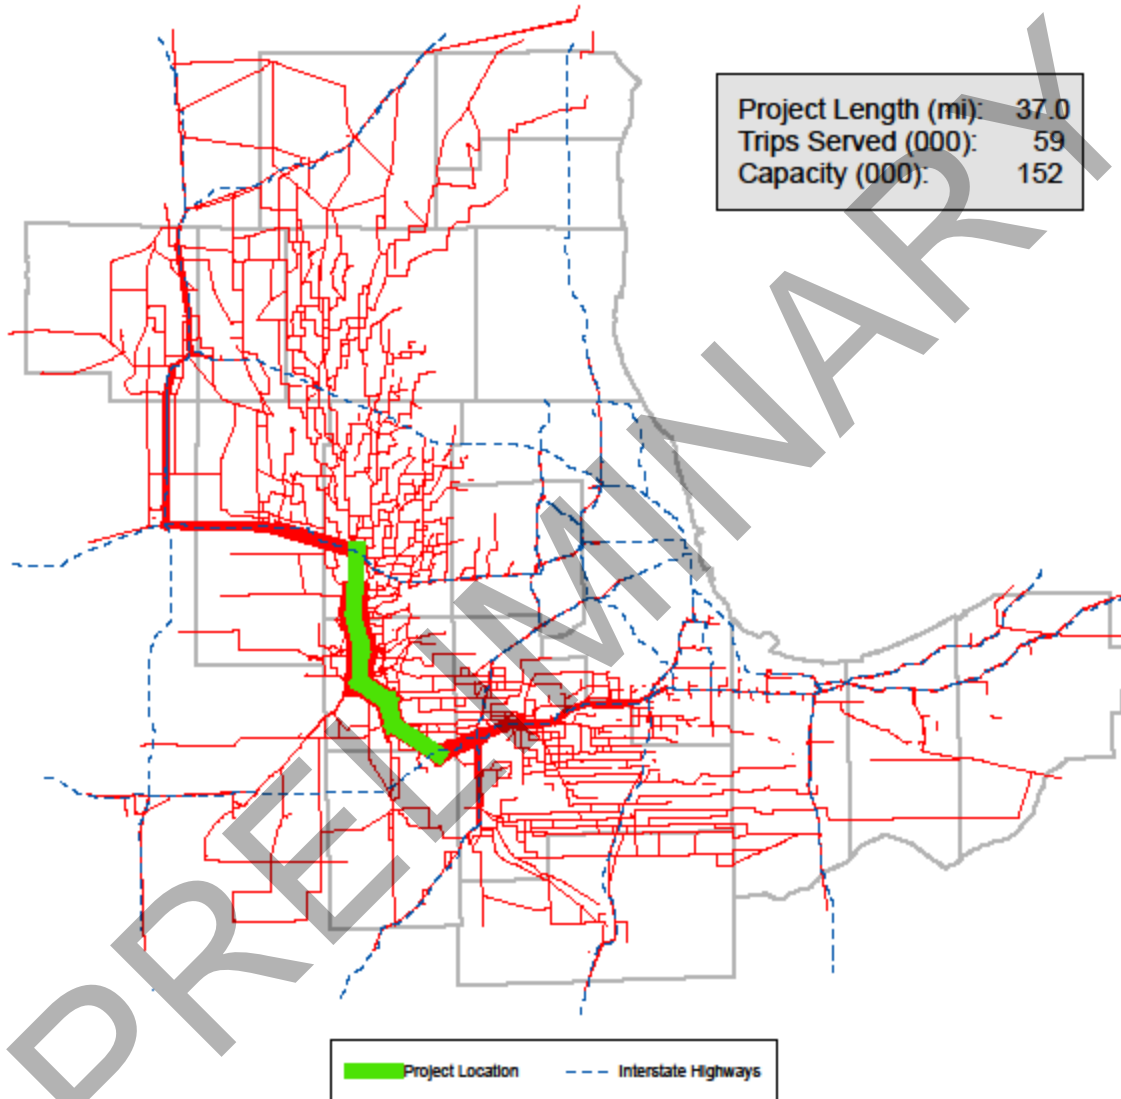 Project Length (mi): 37.0
Trips Served (000): 59
Capacity (000): 152
PRELIMINARY
Project Location
Interstate Highways